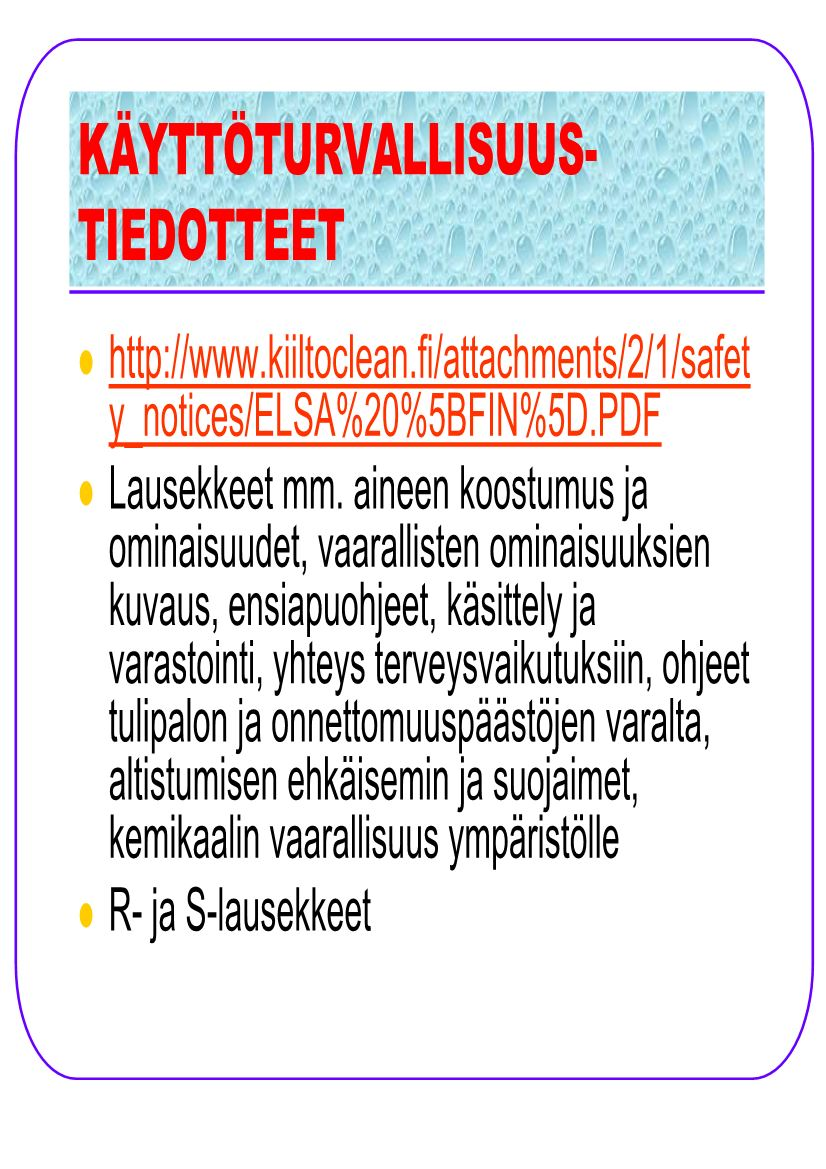 KÄYTTÖTURVALLISUUS-
TIEDOTTEET
http://www.kiiltoclean.fi/attachments/2/1/safet
y_notices/ELSA%20%5BFIN%5D.PDF
Lausekkeet mm. aineen koostumus ja
ominaisuudet, vaarallisten ominaisuuksien
kuvaus, ensiapuohjeet, käsittely ja
varastointi, yhteys terveysvaikutuksiin, ohjeet
tulipalon ja onnettomuuspäästöjen varalta,
altistumisen ehkäisemin ja suojaimet,
kemikaalin vaarallisuus ympäristölle
R- ja S-lausekkeet